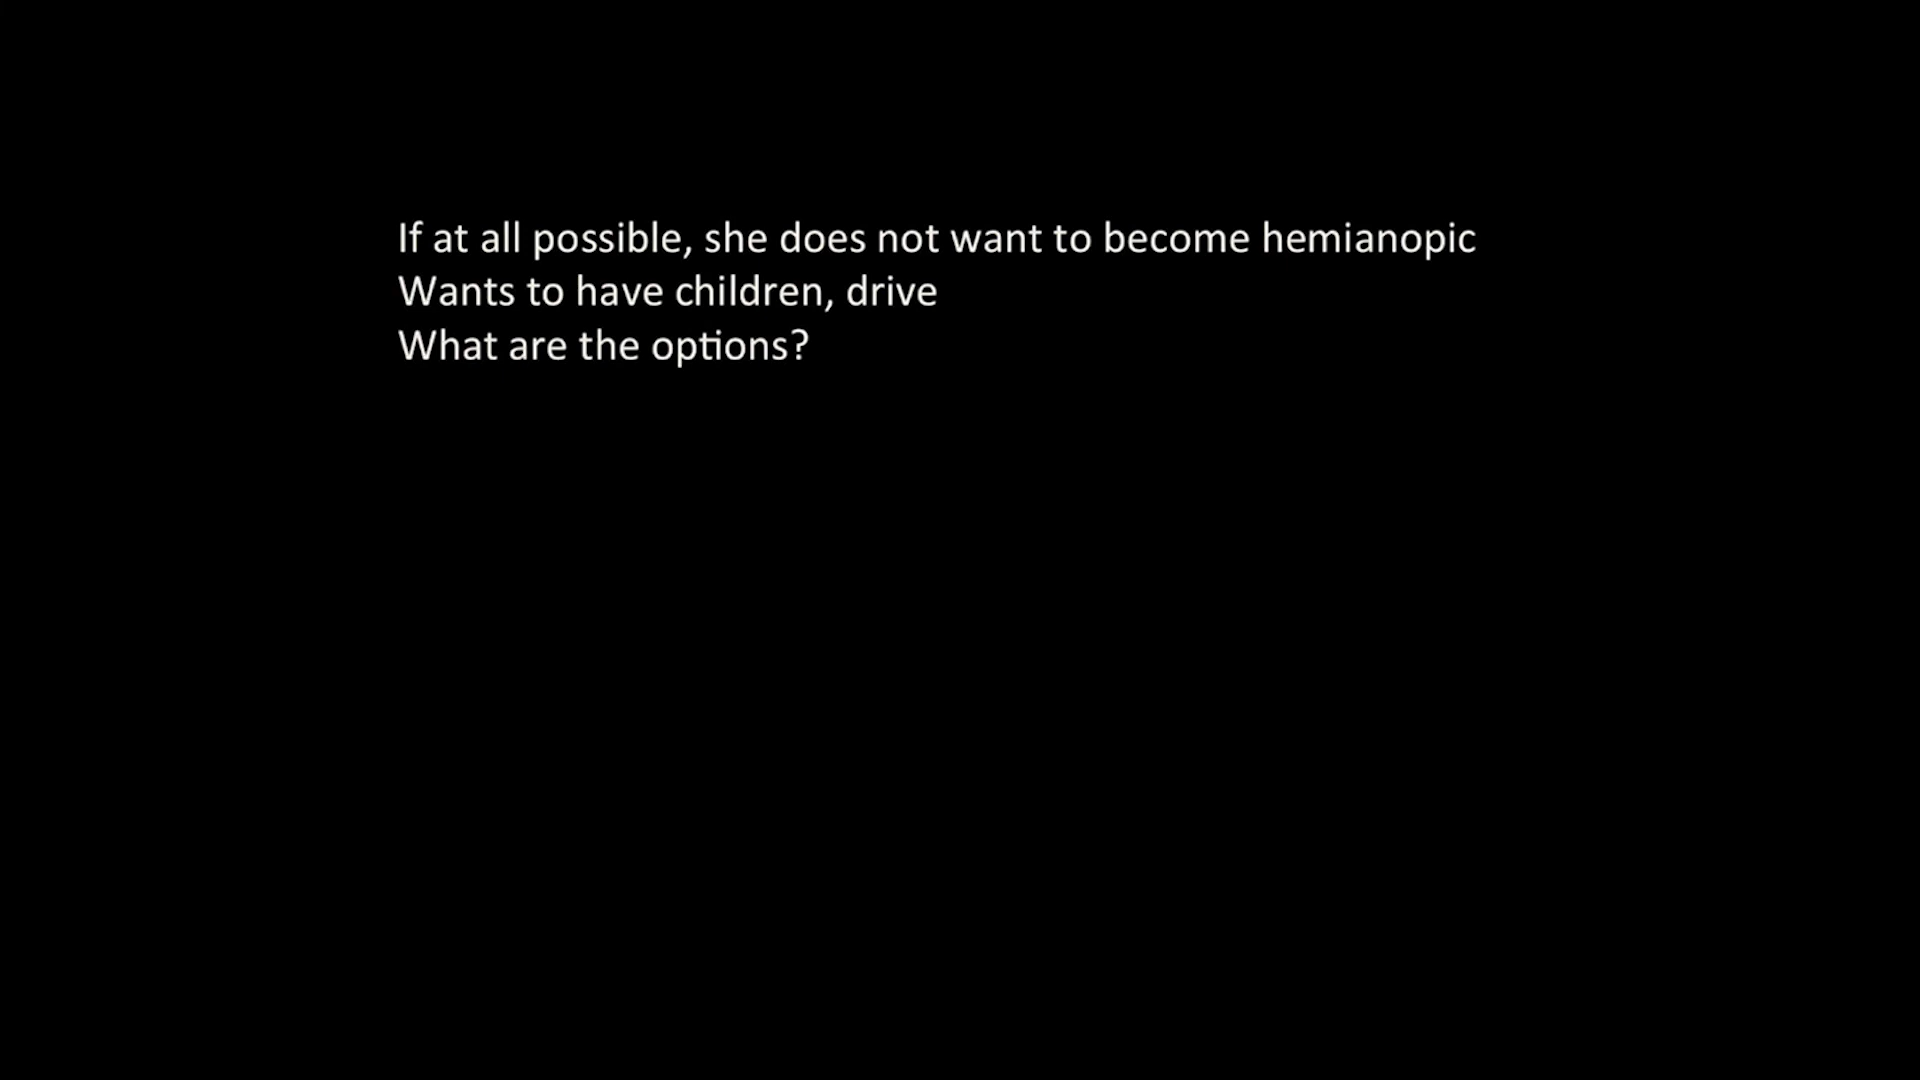 If at all possible, she does not want to become hemianopic
Wants to have children, drive
What are the options?